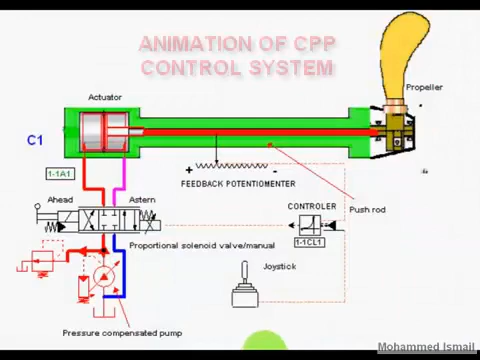 ANIMATION OF CPP
CONTROL SYSTEM
Propeller
Actuator
C1
1-1A1
+
-
FEEDBACK POTENTIOMENTER
Ahead
Astern
CONTROLER
Push rod
1-1CL1
Proportional solenoid valve/manual
Joystick
Pressure compensated pump
Mohammed Ismail